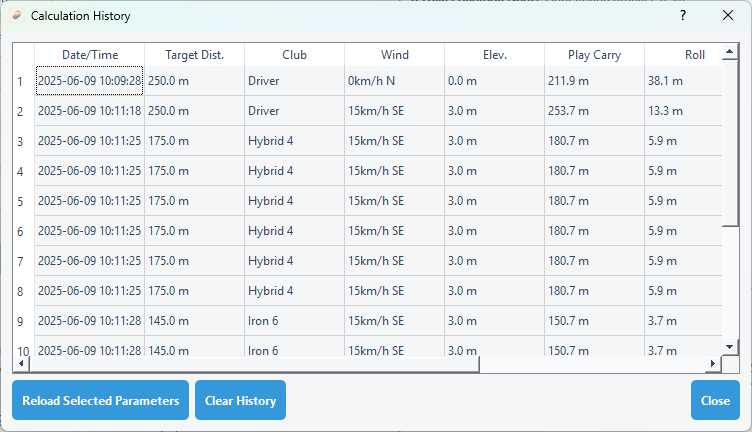 Calculation History
? ×
Date/Time Target Dist. Club Wind Elev. Play Carry Roll
1 2025-06-09 10:09:28 250.0 m Driver 0km/h N 0.0 m 211.9 m 38.1 m
2 2025-06-09 10:11:18 250.0 m Driver 15km/h SE 3.0 m 253.7 m 13.3 m
3 2025-06-09 10:11:25 175.0 m Hybrid 4 15km/h SE 3.0 m 180.7 m 5.9 m
4 2025-06-09 10:11:25 175.0 m Hybrid 4 15km/h SE 3.0 m 180.7 m 5.9 m
5 2025-06-09 10:11:25 175.0 m Hybrid 4 15km/h SE 3.0 m 180.7 m 5.9 m
6 2025-06-09 10:11:25 175.0 m Hybrid 4 15km/h SE 3.0 m 180.7 m 5.9 m
7 2025-06-09 10:11:25 175.0 m Hybrid 4 15km/h SE 3.0 m 180.7 m 5.9 m
8 2025-06-09 10:11:25 175.0 m Hybrid 4 15km/h SE 3.0 m 180.7 m 5.9 m
9 2025-06-09 10:11:28 145.0 m Iron 6 15km/h SE 3.0 m 150.7 m 3.7 m
10 2025-06-09 10:11:28 145.0 m Iron 6 15km/h SE 3.0 m 150.7 m 3.7 m
Reload Selected Parameters Clear History Close